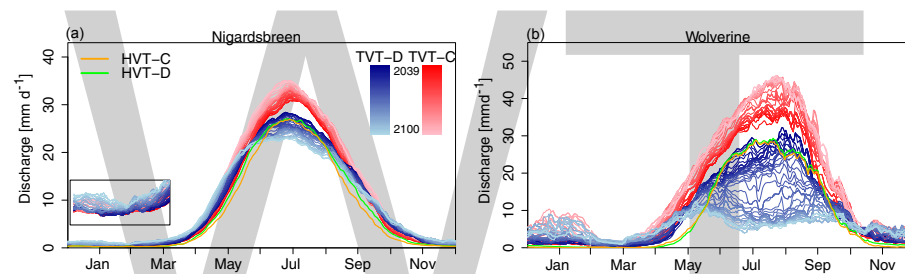 (a)
Nigardsbreen
Discharge [mm d⁻¹]
0
10
20
30
40
HVT−C
HVT−D
TVT−D TVT−C
2039
2100
Jan Mar May Jul Sep Nov
(b)
Wolverine
Discharge [mmd⁻¹]
0
10
20
30
40
50
Jan Mar May Jul Sep Nov